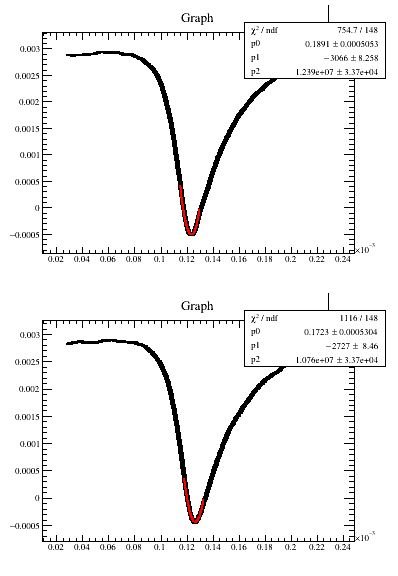 Graph
χ² / ndf 754.7 / 148
p0 0.1891 ± 0.0005053
p1 −3066 ± 8.258
p2 1.239e+07 ± 3.37e+04
0.003
0.0025
0.002
0.0015
0.001
0.0005
0
−0.0005
0.02 0.04 0.06 0.08 0.1 0.12 0.14 0.16 0.18 0.2 0.22 0.24
×10⁻³
Graph
χ² / ndf 1116 / 148
p0 0.1723 ± 0.0005304
p1 −2727 ± 8.46
p2 1.076e+07 ± 3.37e+04
0.003
0.0025
0.002
0.0015
0.001
0.0005
0
−0.0005
0.02 0.04 0.06 0.08 0.1 0.12 0.14 0.16 0.18 0.2 0.22 0.24
×10⁻³